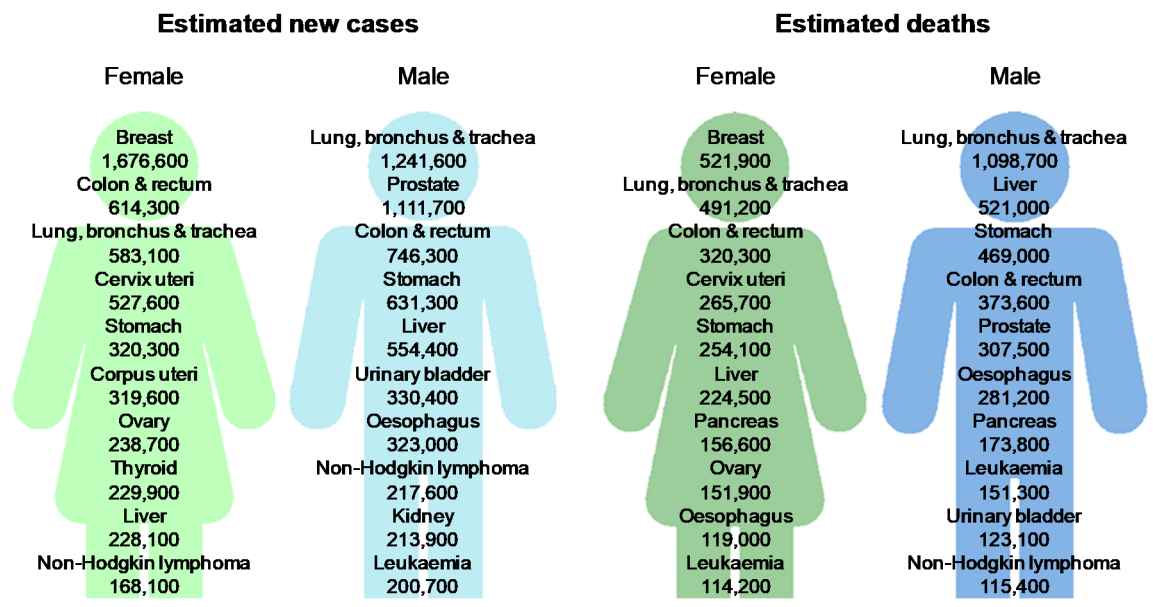 Estimated new cases
Estimated deaths
Female
Male
Female
Male
Breast
1,676,600
Colon & rectum
614,300
Lung, bronchus & trachea
583,100
Cervix uteri
527,600
Stomach
320,300
Corpus uteri
319,600
Ovary
238,700
Thyroid
229,900
Liver
228,100
Non-Hodgkin lymphoma
168,100
Lung, bronchus & trachea
1,241,600
Prostate
1,111,700
Colon & rectum
746,300
Stomach
631,300
Liver
554,400
Urinary bladder
330,400
Oesophagus
323,000
Non-Hodgkin lymphoma
217,600
Kidney
213,900
Leukaemia
200,700
Breast
521,900
Lung, bronchus & trachea
491,200
Colon & rectum
320,300
Cervix uteri
265,700
Stomach
254,100
Liver
224,500
Pancreas
156,600
Ovary
151,900
Oesophagus
119,000
Leukaemia
114,200
Lung, bronchus & trachea
1,098,700
Liver
521,000
Stomach
469,000
Colon & rectum
373,600
Prostate
307,500
Oesophagus
281,200
Pancreas
173,800
Leukaemia
151,300
Urinary bladder
123,100
Non-Hodgkin lymphoma
115,400